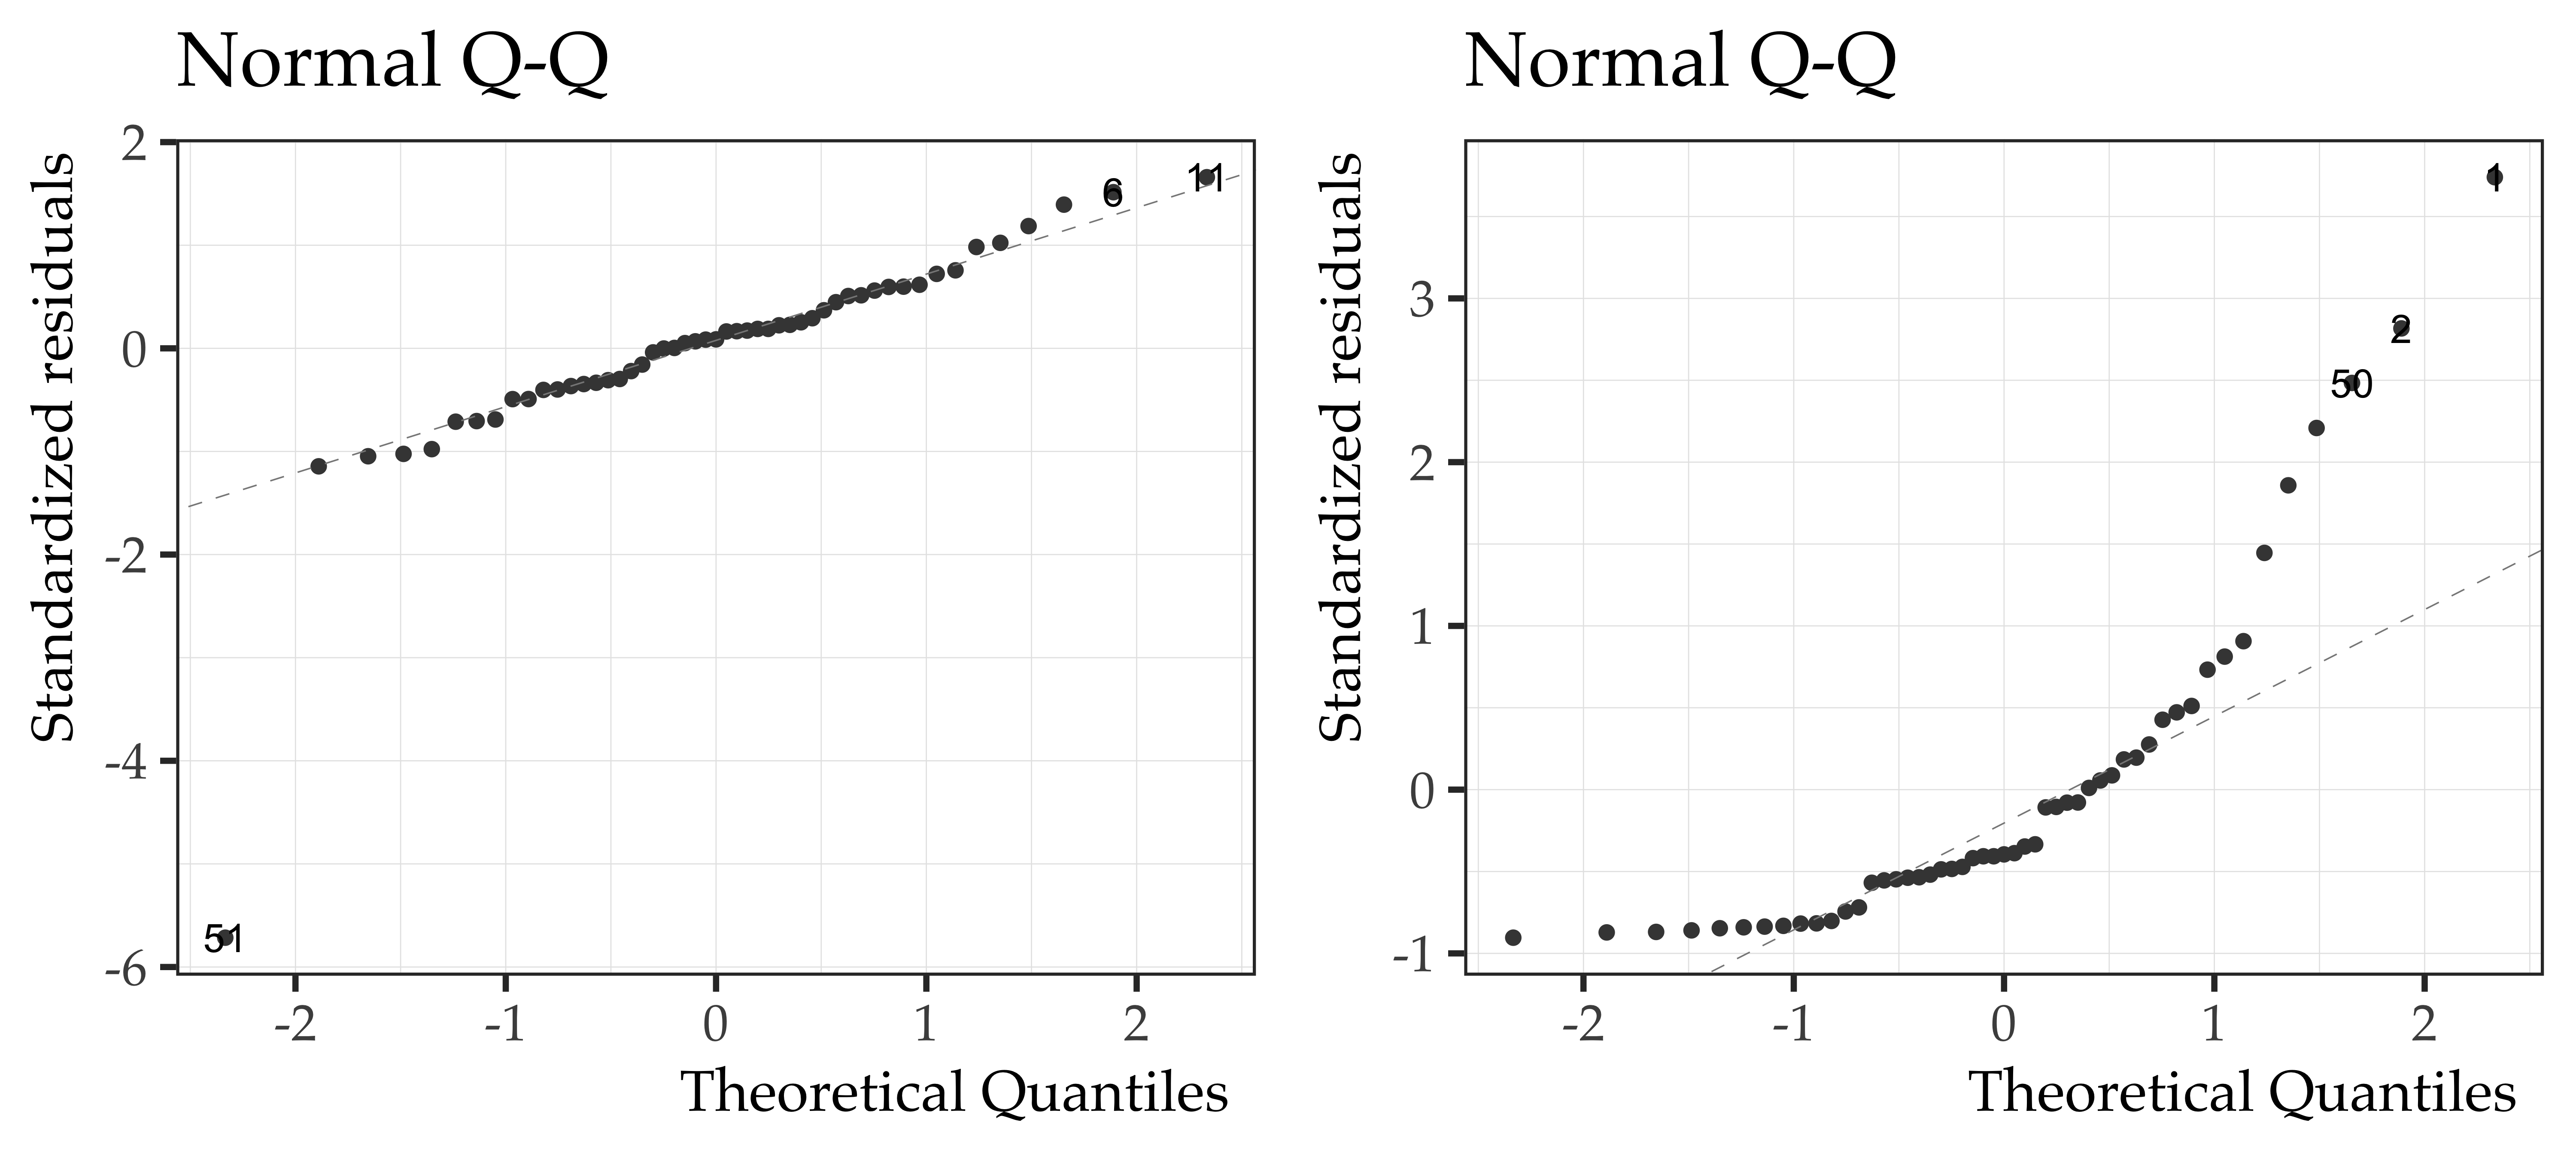 Normal Q-Q
Standardized residuals
2
0
-2
-4
-6
6
11
51
-2 -1 0 1 2
Theoretical Quantiles
Normal Q-Q
Standardized residuals
3
2
1
0
-1
1
2
50
-2 -1 0 1 2
Theoretical Quantiles